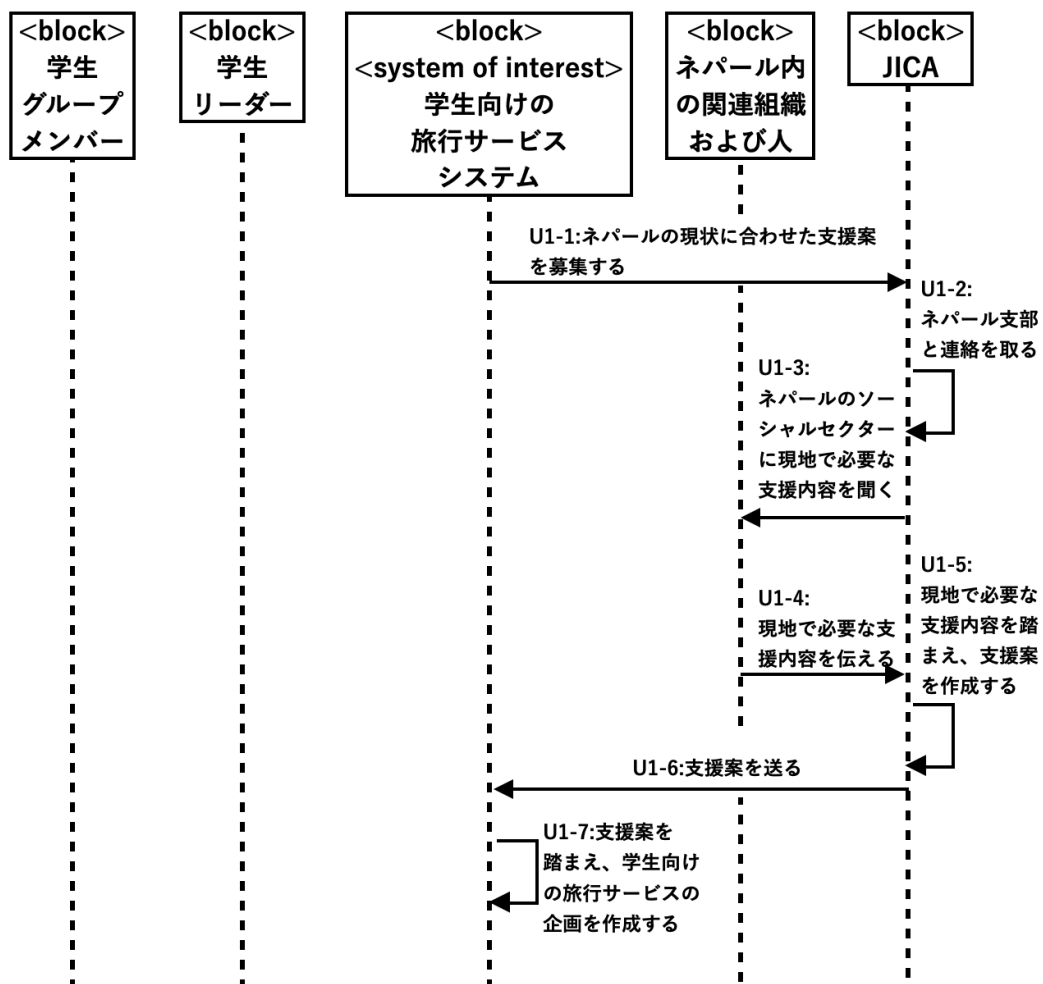 <block>
学生
グループ
メンバー
<block>
学生
リーダー
<block>
<system of interest>
学生向けの
旅行サービス
システム
<block>
ネパール内
の関連組織
および人
<block>
JICA
U1-1:ネパールの現状に合わせた支援案
を募集する
U1-2:
ネパール支部
と連絡を取る
U1-3:
ネパールのソー
シャルセクター
に現地で必要な
支援内容を聞く
U1-4:
現地で必要な支
援内容を伝える
U1-5:
現地で必要な
支援内容を踏
まえ、支援案
を作成する
U1-6:支援案を送る
U1-7:支援案を
踏まえ、学生向け
の旅行サービスの
企画を作成する